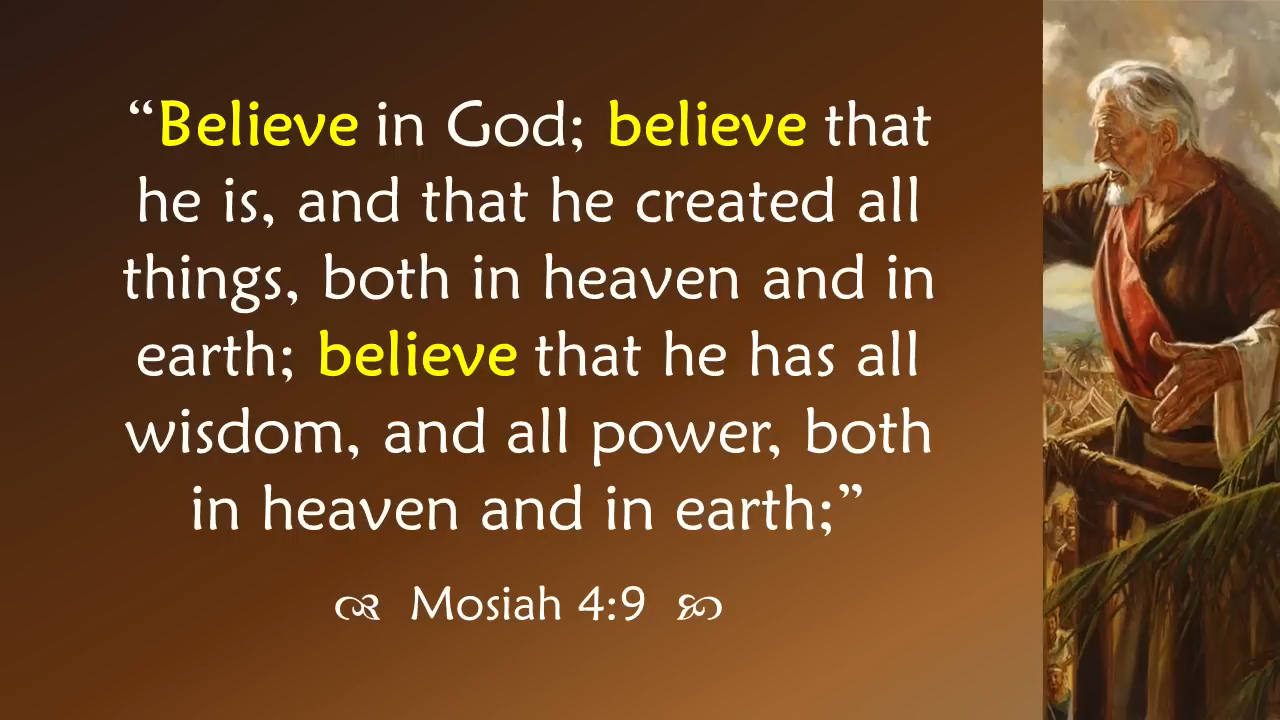 “Believe in God; believe that
he is, and that he created all
things, both in heaven and in
earth; believe that he has all
wisdom, and all power, both
in heaven and in earth;”
Mosiah 4:9